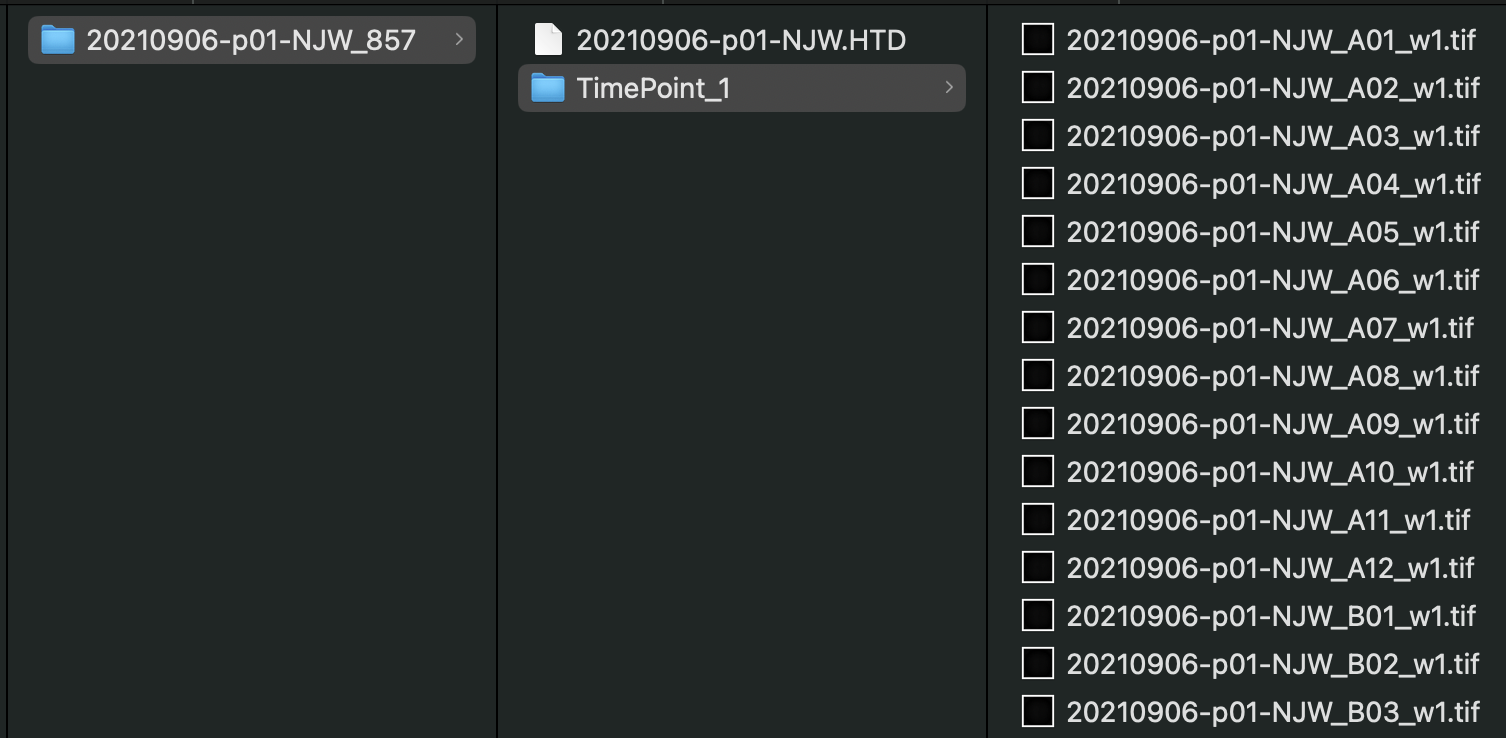 20210906-p01-NJW_857
20210906-p01-NJW.HTD
TimePoint_1
20210906-p01-NJW_A01_w1.tif
20210906-p01-NJW_A02_w1.tif
20210906-p01-NJW_A03_w1.tif
20210906-p01-NJW_A04_w1.tif
20210906-p01-NJW_A05_w1.tif
20210906-p01-NJW_A06_w1.tif
20210906-p01-NJW_A07_w1.tif
20210906-p01-NJW_A08_w1.tif
20210906-p01-NJW_A09_w1.tif
20210906-p01-NJW_A10_w1.tif
20210906-p01-NJW_A11_w1.tif
20210906-p01-NJW_A12_w1.tif
20210906-p01-NJW_B01_w1.tif
20210906-p01-NJW_B02_w1.tif
20210906-p01-NJW_B03_w1.tif